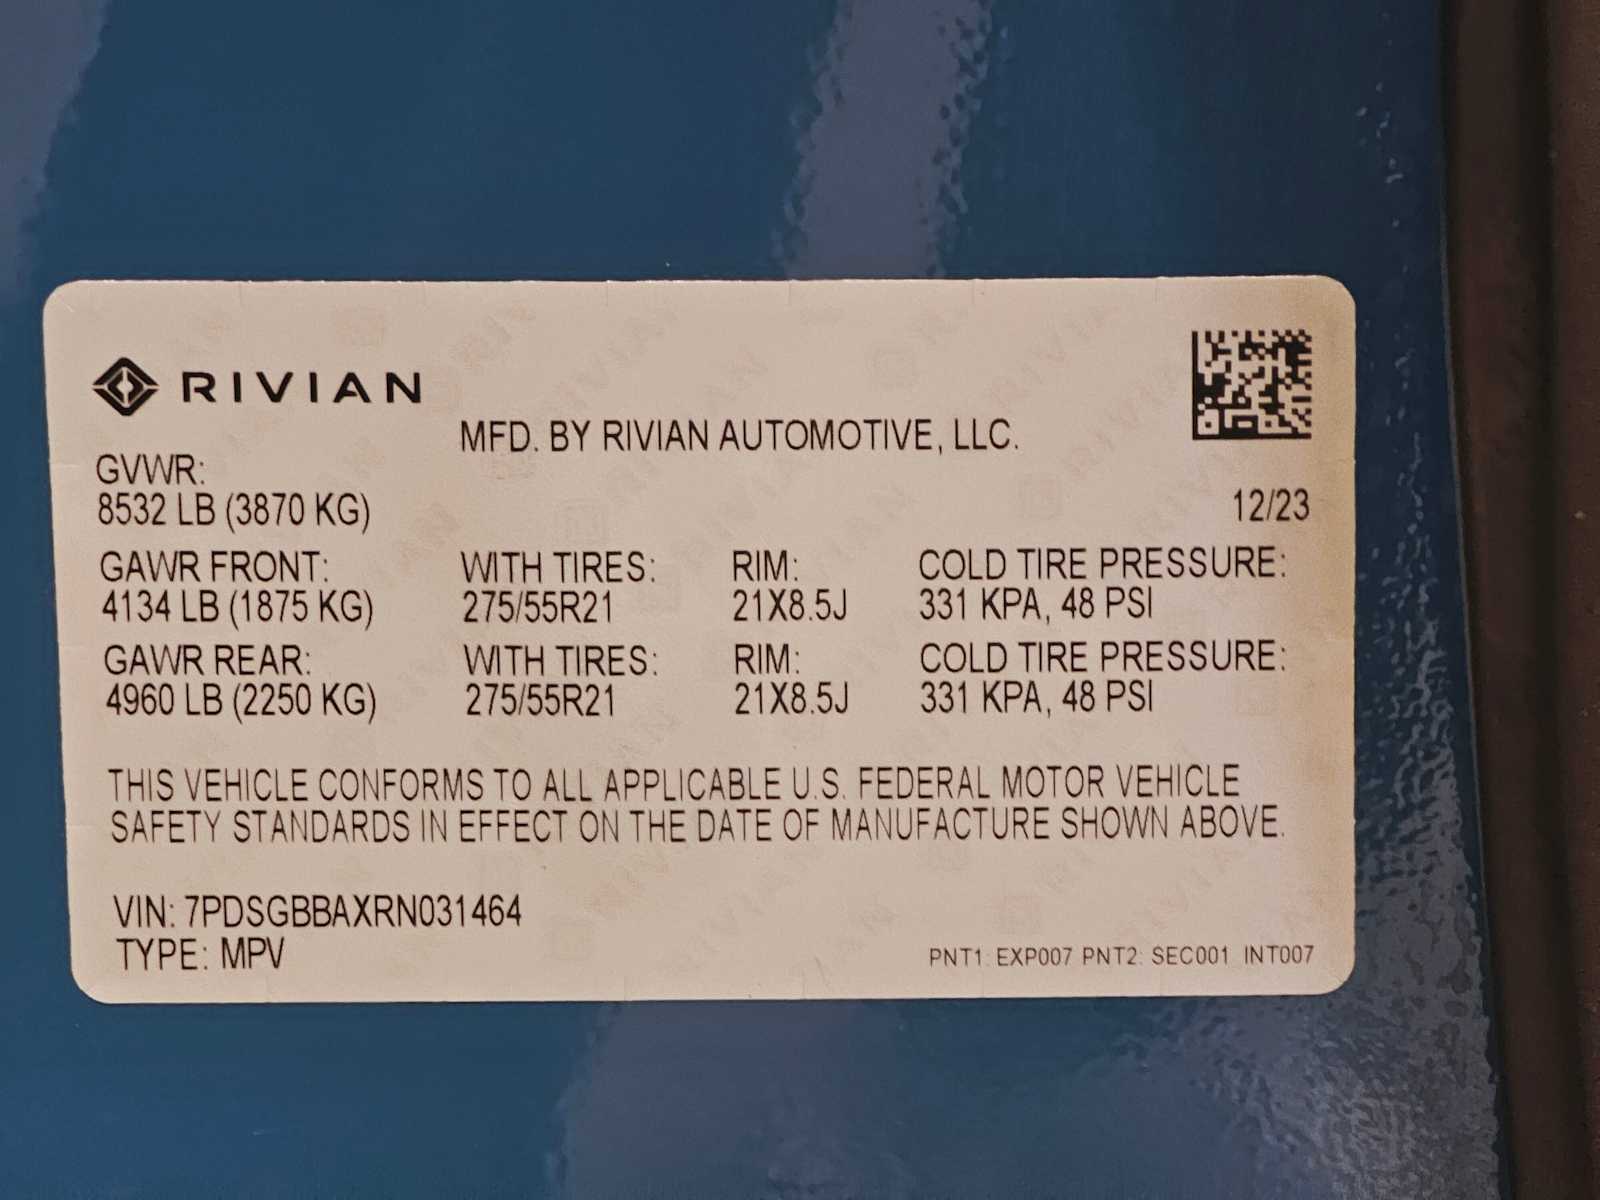 RIVIAN
MFD. BY RIVIAN AUTOMOTIVE, LLC.
GVWR:
8532 LB (3870 KG)
12/23
GAWR FRONT: WITH TIRES: RIM: COLD TIRE PRESSURE:
4134 LB (1875 KG) 275/55R21 21X8.5J 331 KPA, 48 PSI
GAWR REAR: WITH TIRES: RIM: COLD TIRE PRESSURE:
4960 LB (2250 KG) 275/55R21 21X8.5J 331 KPA, 48 PSI
THIS VEHICLE CONFORMS TO ALL APPLICABLE U.S. FEDERAL MOTOR VEHICLE
SAFETY STANDARDS IN EFFECT ON THE DATE OF MANUFACTURE SHOWN ABOVE.
VIN: 7PDSGBBAXRN031464
TYPE: MPV
PNT1: EXP007 PNT2: SEC001 INT007